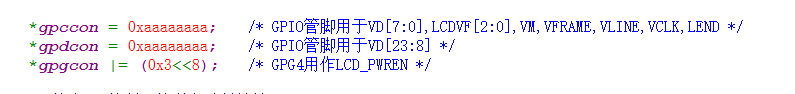 *gpccon = 0xaaaaaaaa; /* GPIO管脚用于VD[7:0],LCDVF[2:0],VM,VFRAME,VLINE,VCLK,LEND */
*gpdcon = 0xaaaaaaaa; /* GPIO管脚用于VD[23:8] */
*gpgcon |= (0x3<<8); /* GPG4用作LCD_PWREN */